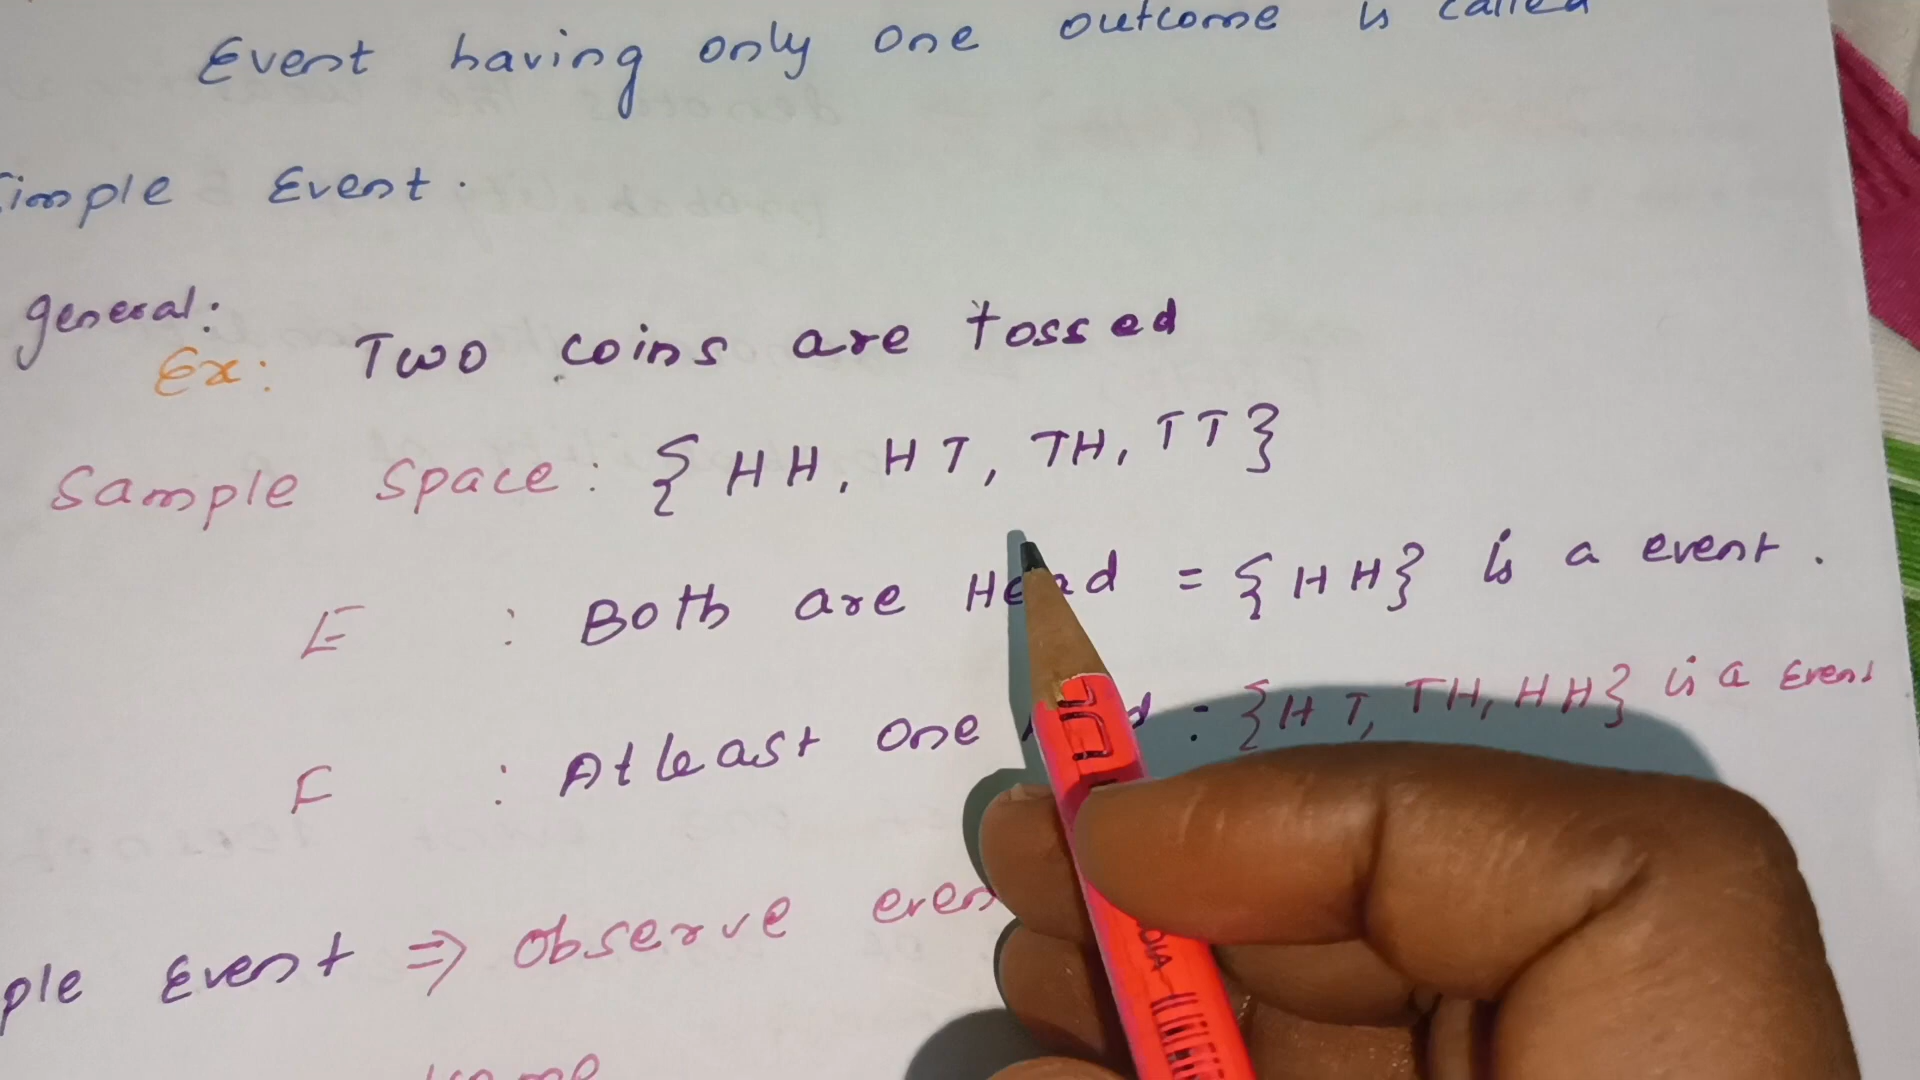 Event having only one outcome is called
Simple Event.
general:
Ex: Two coins are tossed
Sample Space: {HH, HT, TH, TT}
E : Both are Head = {HH} is a event.
F : Atleast one : {HT, TH, HH} is a Event
ple Event => Observe